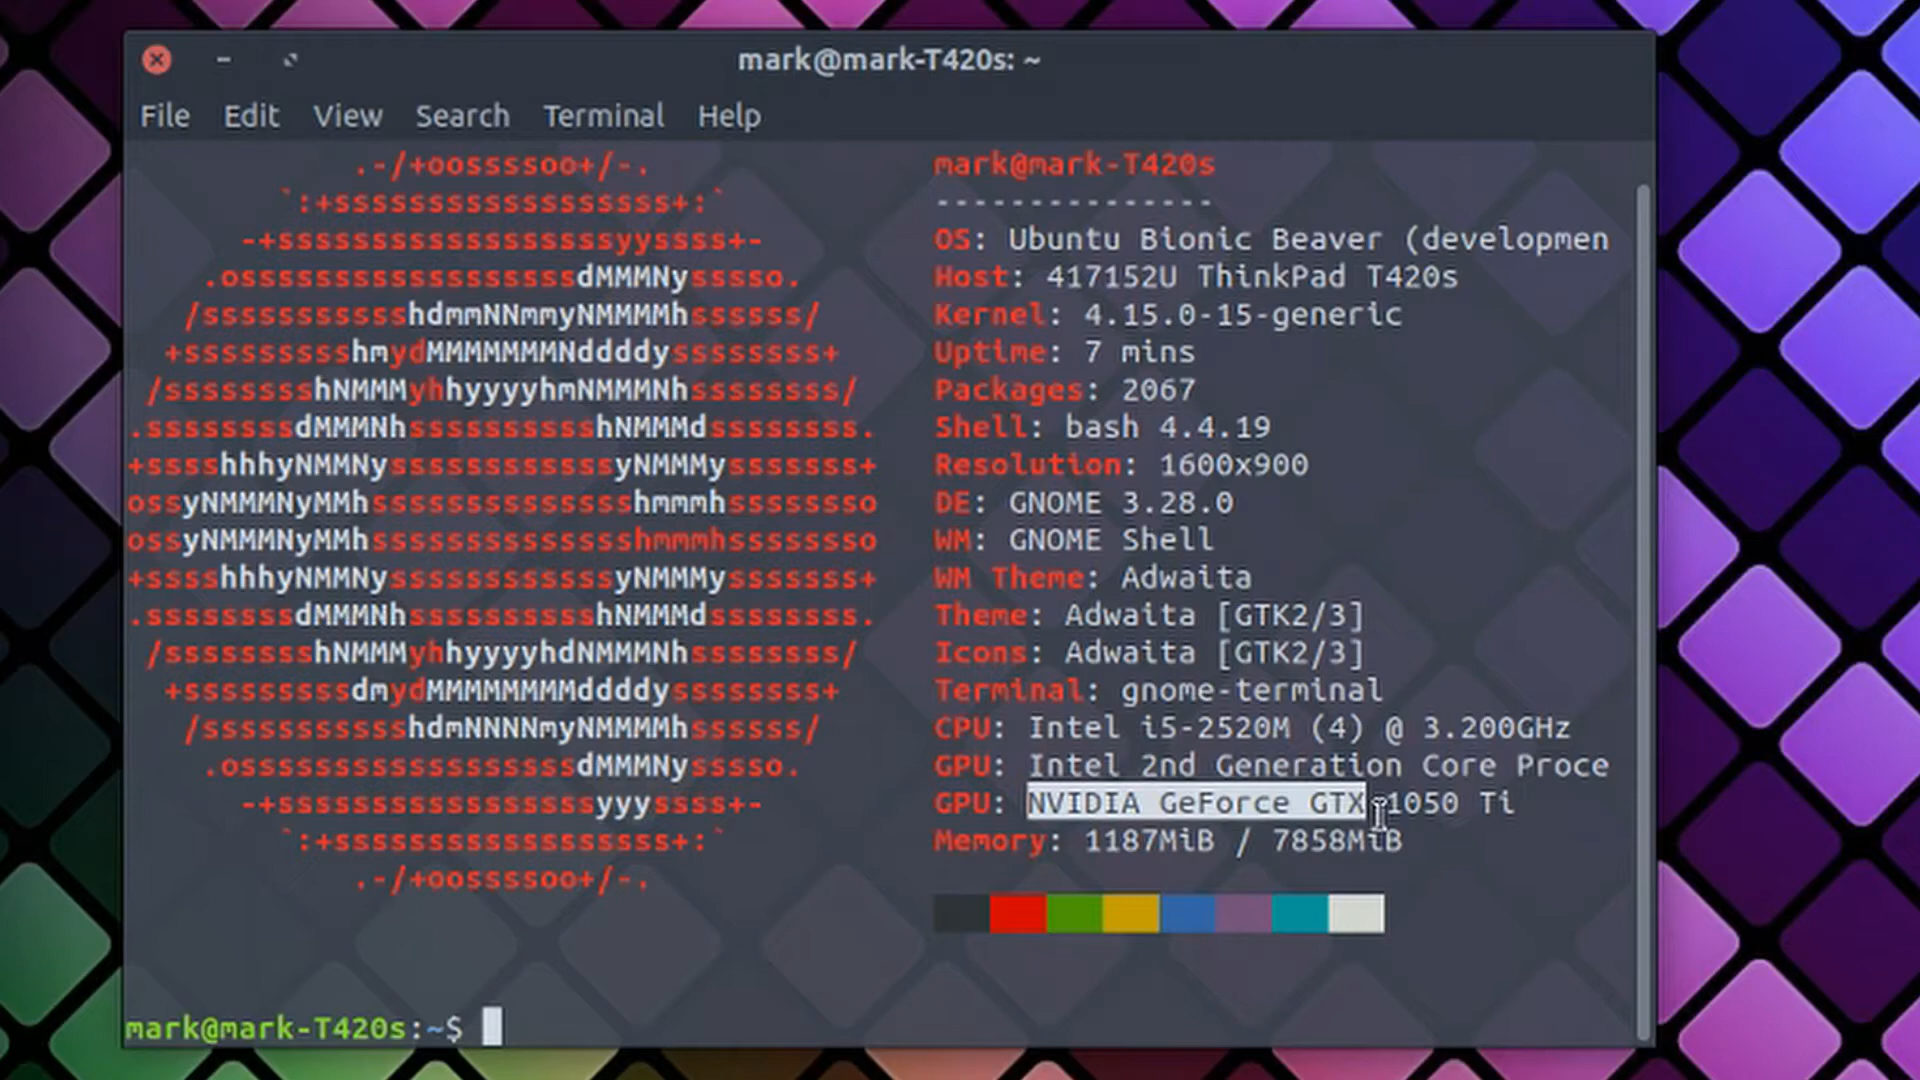 mark@mark-T420s: ~
File Edit View Search Terminal Help
.-/+oossssoo+/-.
`:+ssssssssssssssssss+:`
-+ssssssssssssssssssyyssss+-
.ossssssssssssssssssdMMMNysssso.
/ssssssssssshdmmNNmmyNMMMMhssssss/
+ssssssssshmydMMMMMMMNddddyssssssss+
/sssssssshNMMMyhhyyyyhmNMMMNhssssssss/
.ssssssssdMMMNhsssssssssshNMMMdssssssss.
+sssshhhyNMMNyssssssssssssyNMMMysssssss+
ossyNMMMNyMMhsssssssssssssshmmmhssssssso
ossyNMMMNyMMhsssssssssssssshmmmhssssssso
+sssshhhyNMMNyssssssssssssyNMMMysssssss+
.ssssssssdMMMNhsssssssssshNMMMdssssssss.
/sssssssshNMMMyhhyyyyhdNMMMNhssssssss/
+sssssssssdmydMMMMMMMMddddyssssssss+
/ssssssssssshdmNNNNmyNMMMMhssssss/
.ossssssssssssssssssdMMMNysssso.
-+sssssssssssssssssyyyssss+-
`:+ssssssssssssssssss+:`
.-/+oossssoo+/-.
mark@mark-T420s
---------------
OS: Ubuntu Bionic Beaver (developmen
Host: 417152U ThinkPad T420s
Kernel: 4.15.0-15-generic
Uptime: 7 mins
Packages: 2067
Shell: bash 4.4.19
Resolution: 1600x900
DE: GNOME 3.28.0
WM: GNOME Shell
WM Theme: Adwaita
Theme: Adwaita [GTK2/3]
Icons: Adwaita [GTK2/3]
Terminal: gnome-terminal
CPU: Intel i5-2520M (4) @ 3.200GHz
GPU: Intel 2nd Generation Core Proce
GPU: NVIDIA GeForce GTX 1050 Ti
Memory: 1187MiB / 7858MiB
mark@mark-T420s:~$